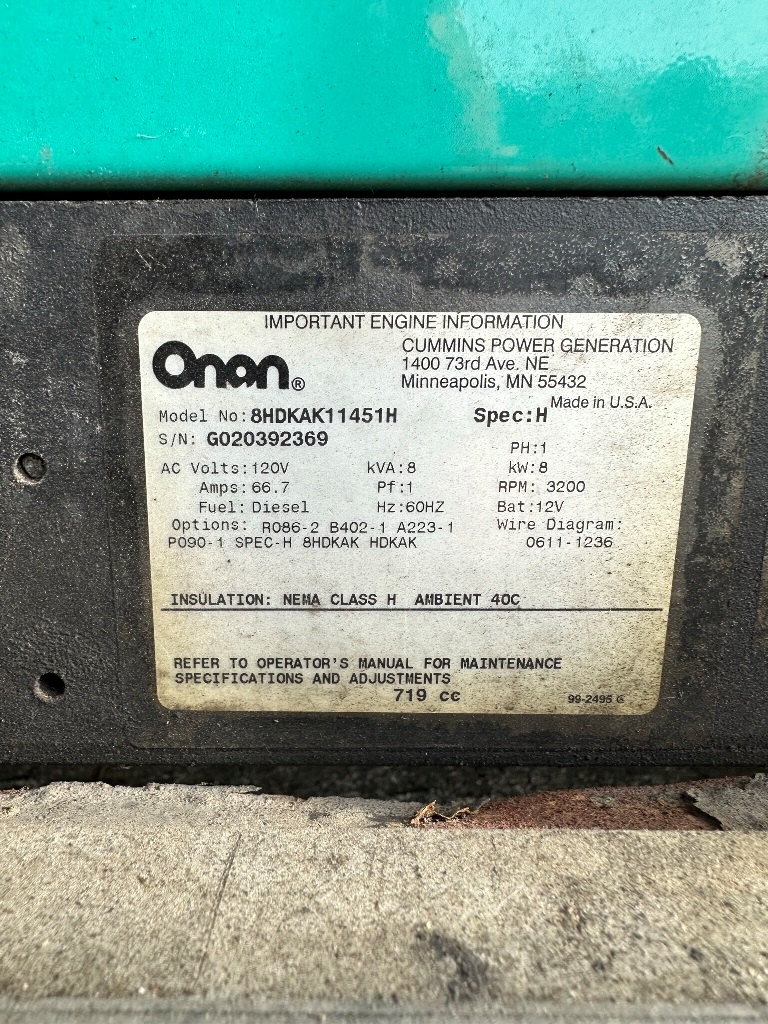 IMPORTANT ENGINE INFORMATION
Onan®
CUMMINS POWER GENERATION
1400 73rd Ave. NE
Minneapolis, MN 55432
Made in U.S.A.
Model No:8HDKAK11451H Spec:H
S/N: G020392369
PH:1
AC Volts:120V kVA:8 kW:8
Amps:66.7 Pf:1 RPM: 3200
Fuel: Diesel Hz:60HZ Bat:12V
Options: R086-2 B402-1 A223-1 Wire Diagram:
P090-1 SPEC-H 8HDKAK HDKAK 0611-1236
INSULATION: NEMA CLASS H AMBIENT 40C
REFER TO OPERATOR'S MANUAL FOR MAINTENANCE
SPECIFICATIONS AND ADJUSTMENTS
719 cc
99-2495 G